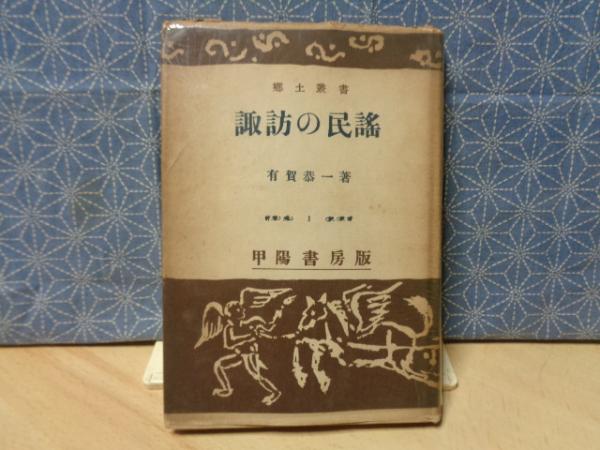 郷土叢書
諏訪の民謡
有賀恭一著
1
甲陽書房版